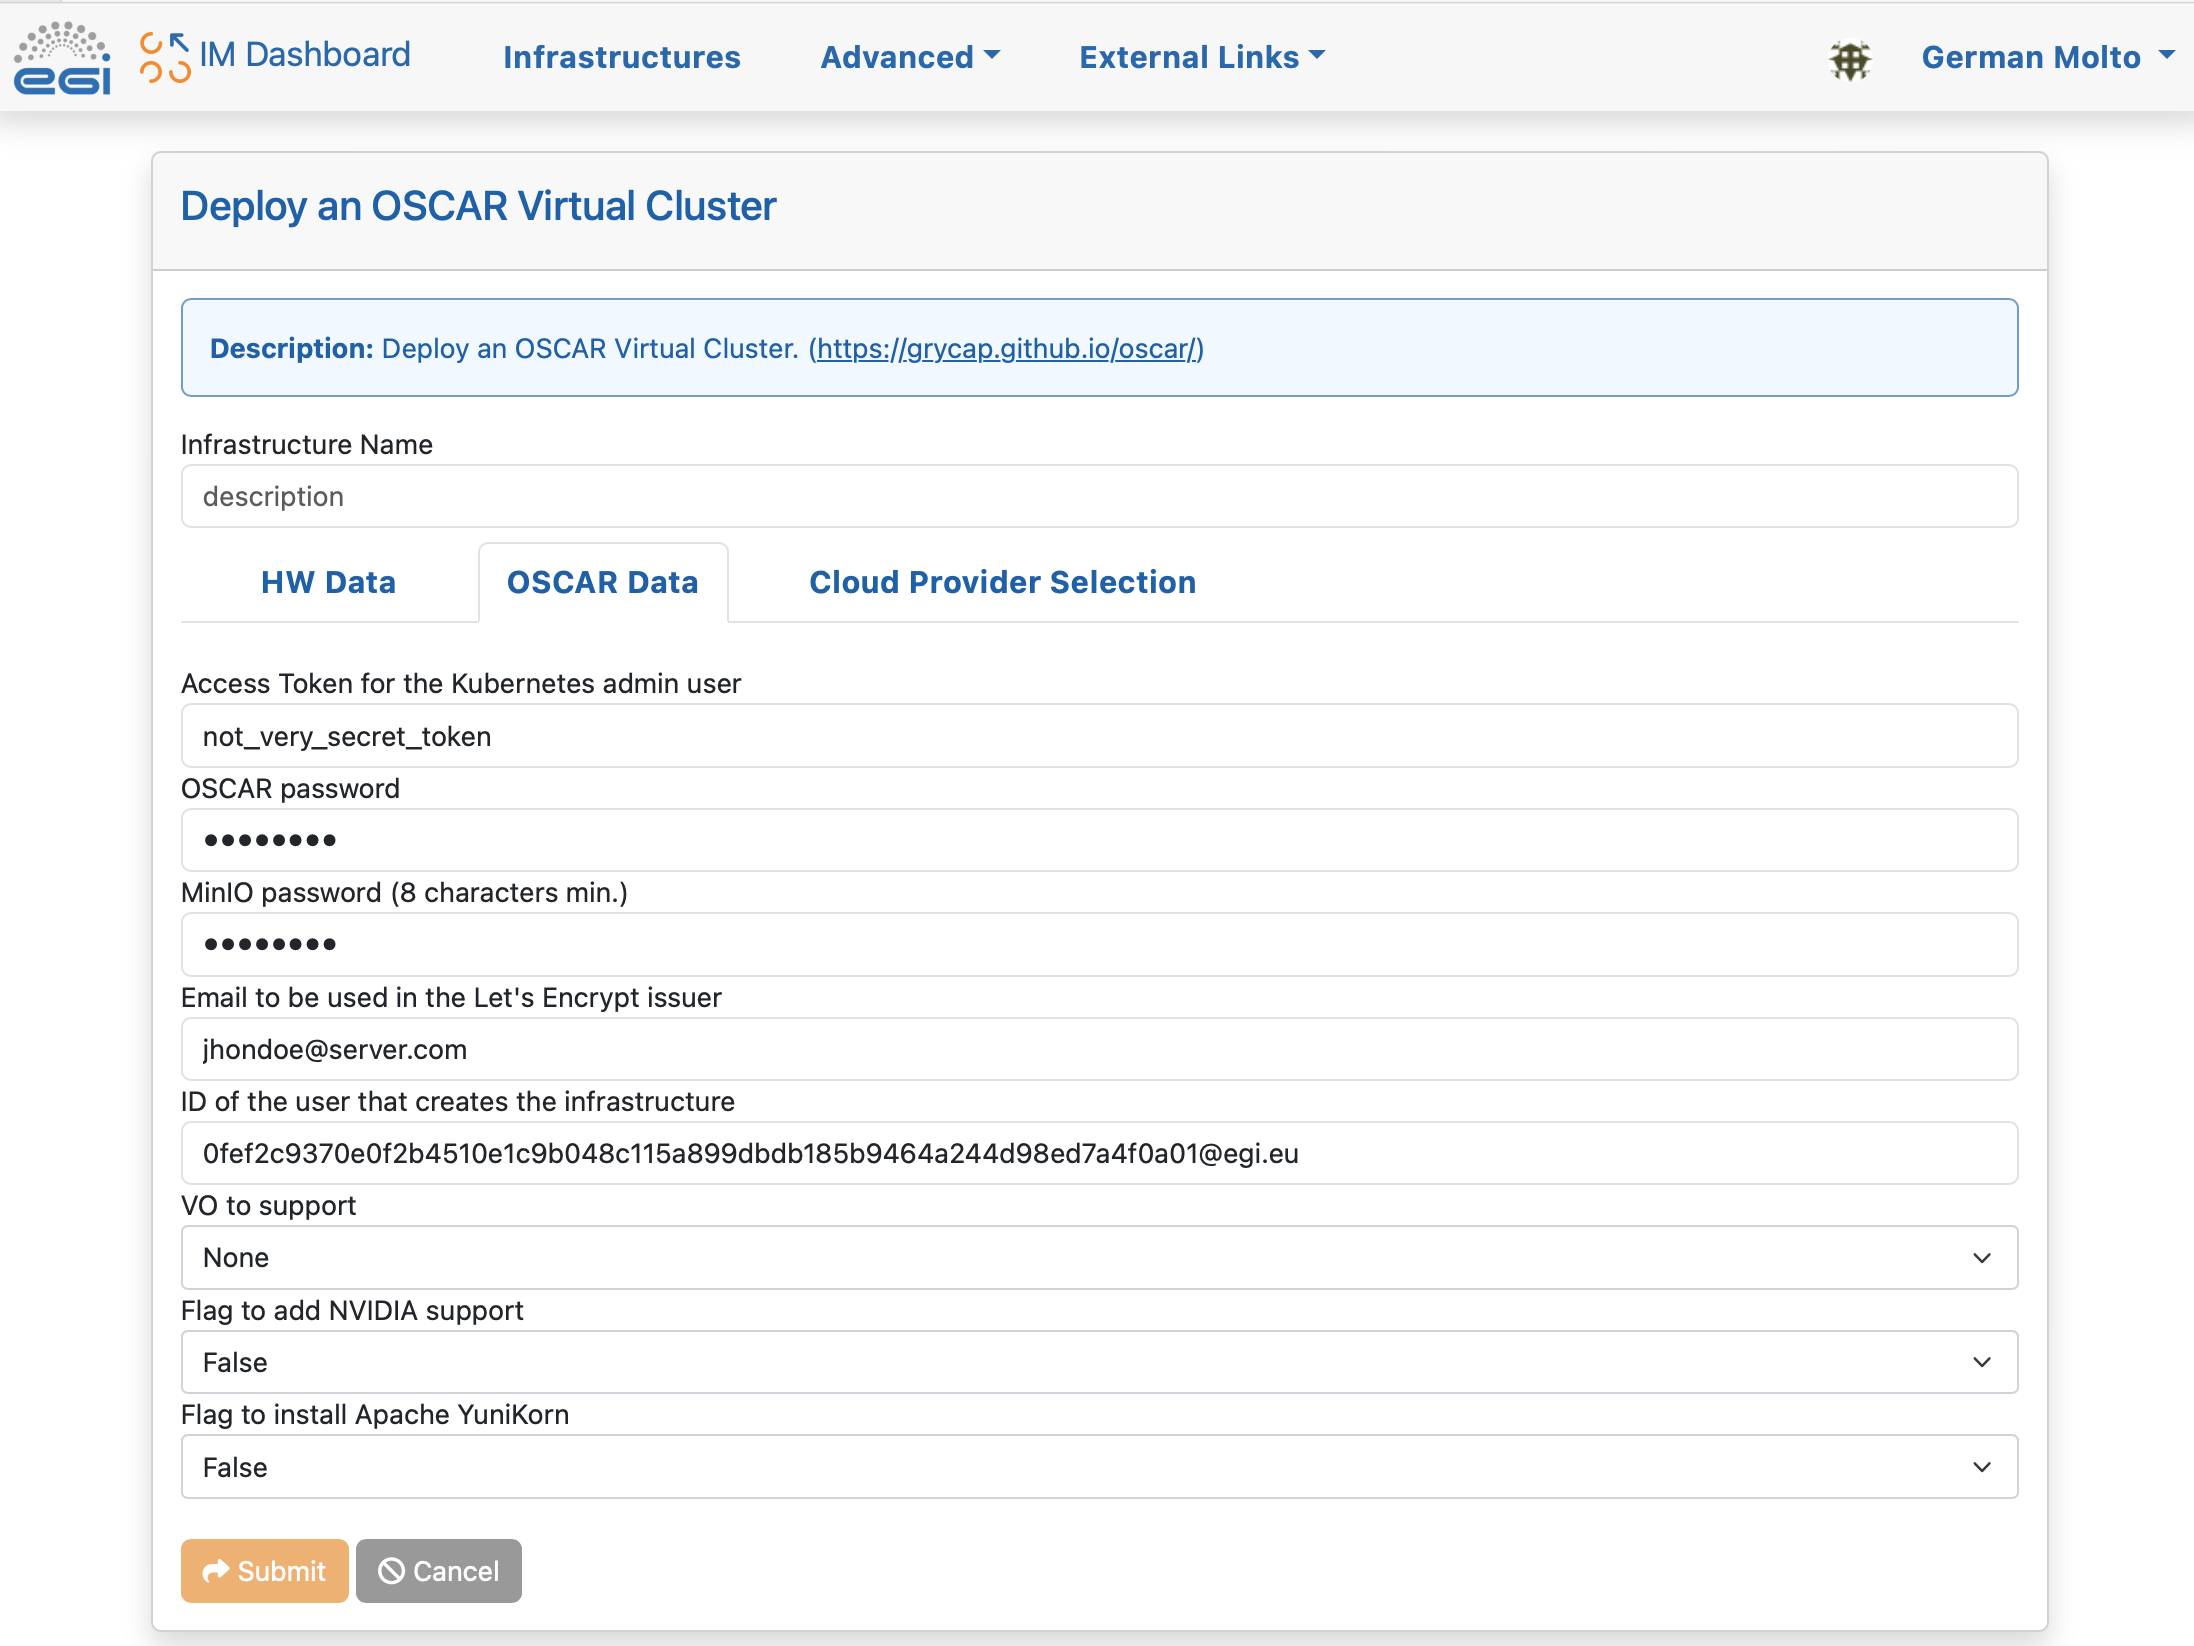 egi IM Dashboard Infrastructures Advanced External Links German Molto
Deploy an OSCAR Virtual Cluster
Description: Deploy an OSCAR Virtual Cluster. (https://grycap.github.io/oscar/)
Infrastructure Name
description
HW Data OSCAR Data Cloud Provider Selection
Access Token for the Kubernetes admin user
not_very_secret_token
OSCAR password
••••••••
MinIO password (8 characters min.)
••••••••
Email to be used in the Let's Encrypt issuer
jhondoe@server.com
ID of the user that creates the infrastructure
0fef2c9370e0f2b4510e1c9b048c115a899dbdb185b9464a244d98ed7a4f0a01@egi.eu
VO to support
None
Flag to add NVIDIA support
False
Flag to install Apache YuniKorn
False
Submit Cancel